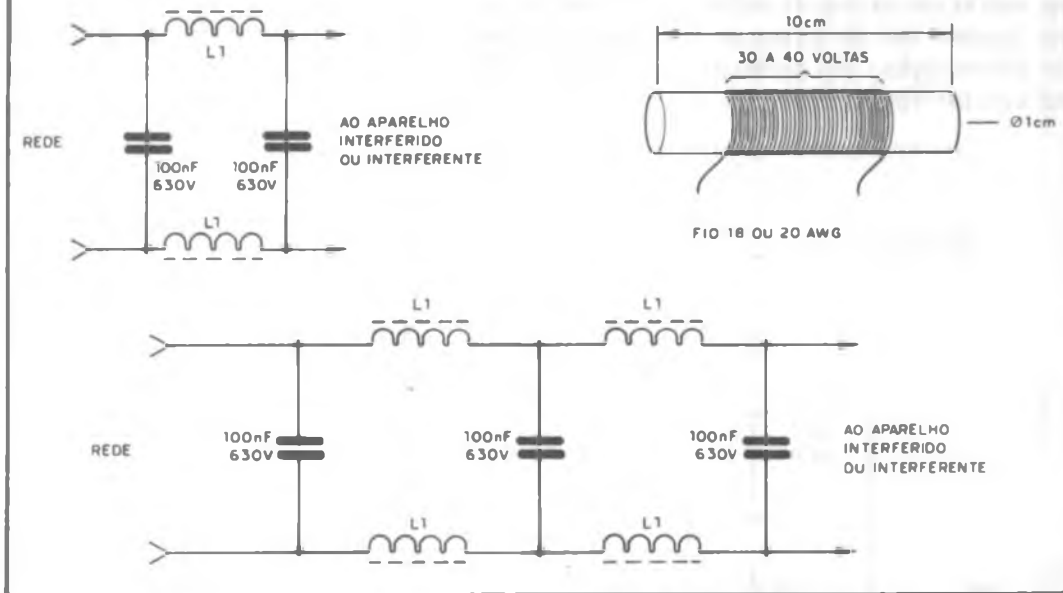 L1
REDE
100nF
630V
100nF
630V
AO APARELHO
INTERFERIDO
OU INTERFERENTE
L1
10cm
30 A 40 VOLTAS
Ø1cm
FIO 18 OU 20 AWG
L1
L1
REDE
100nF
630V
100nF
630V
100nF
630V
AO APARELHO
INTERFERIDO
OU INTERFERENTE
L1
L1